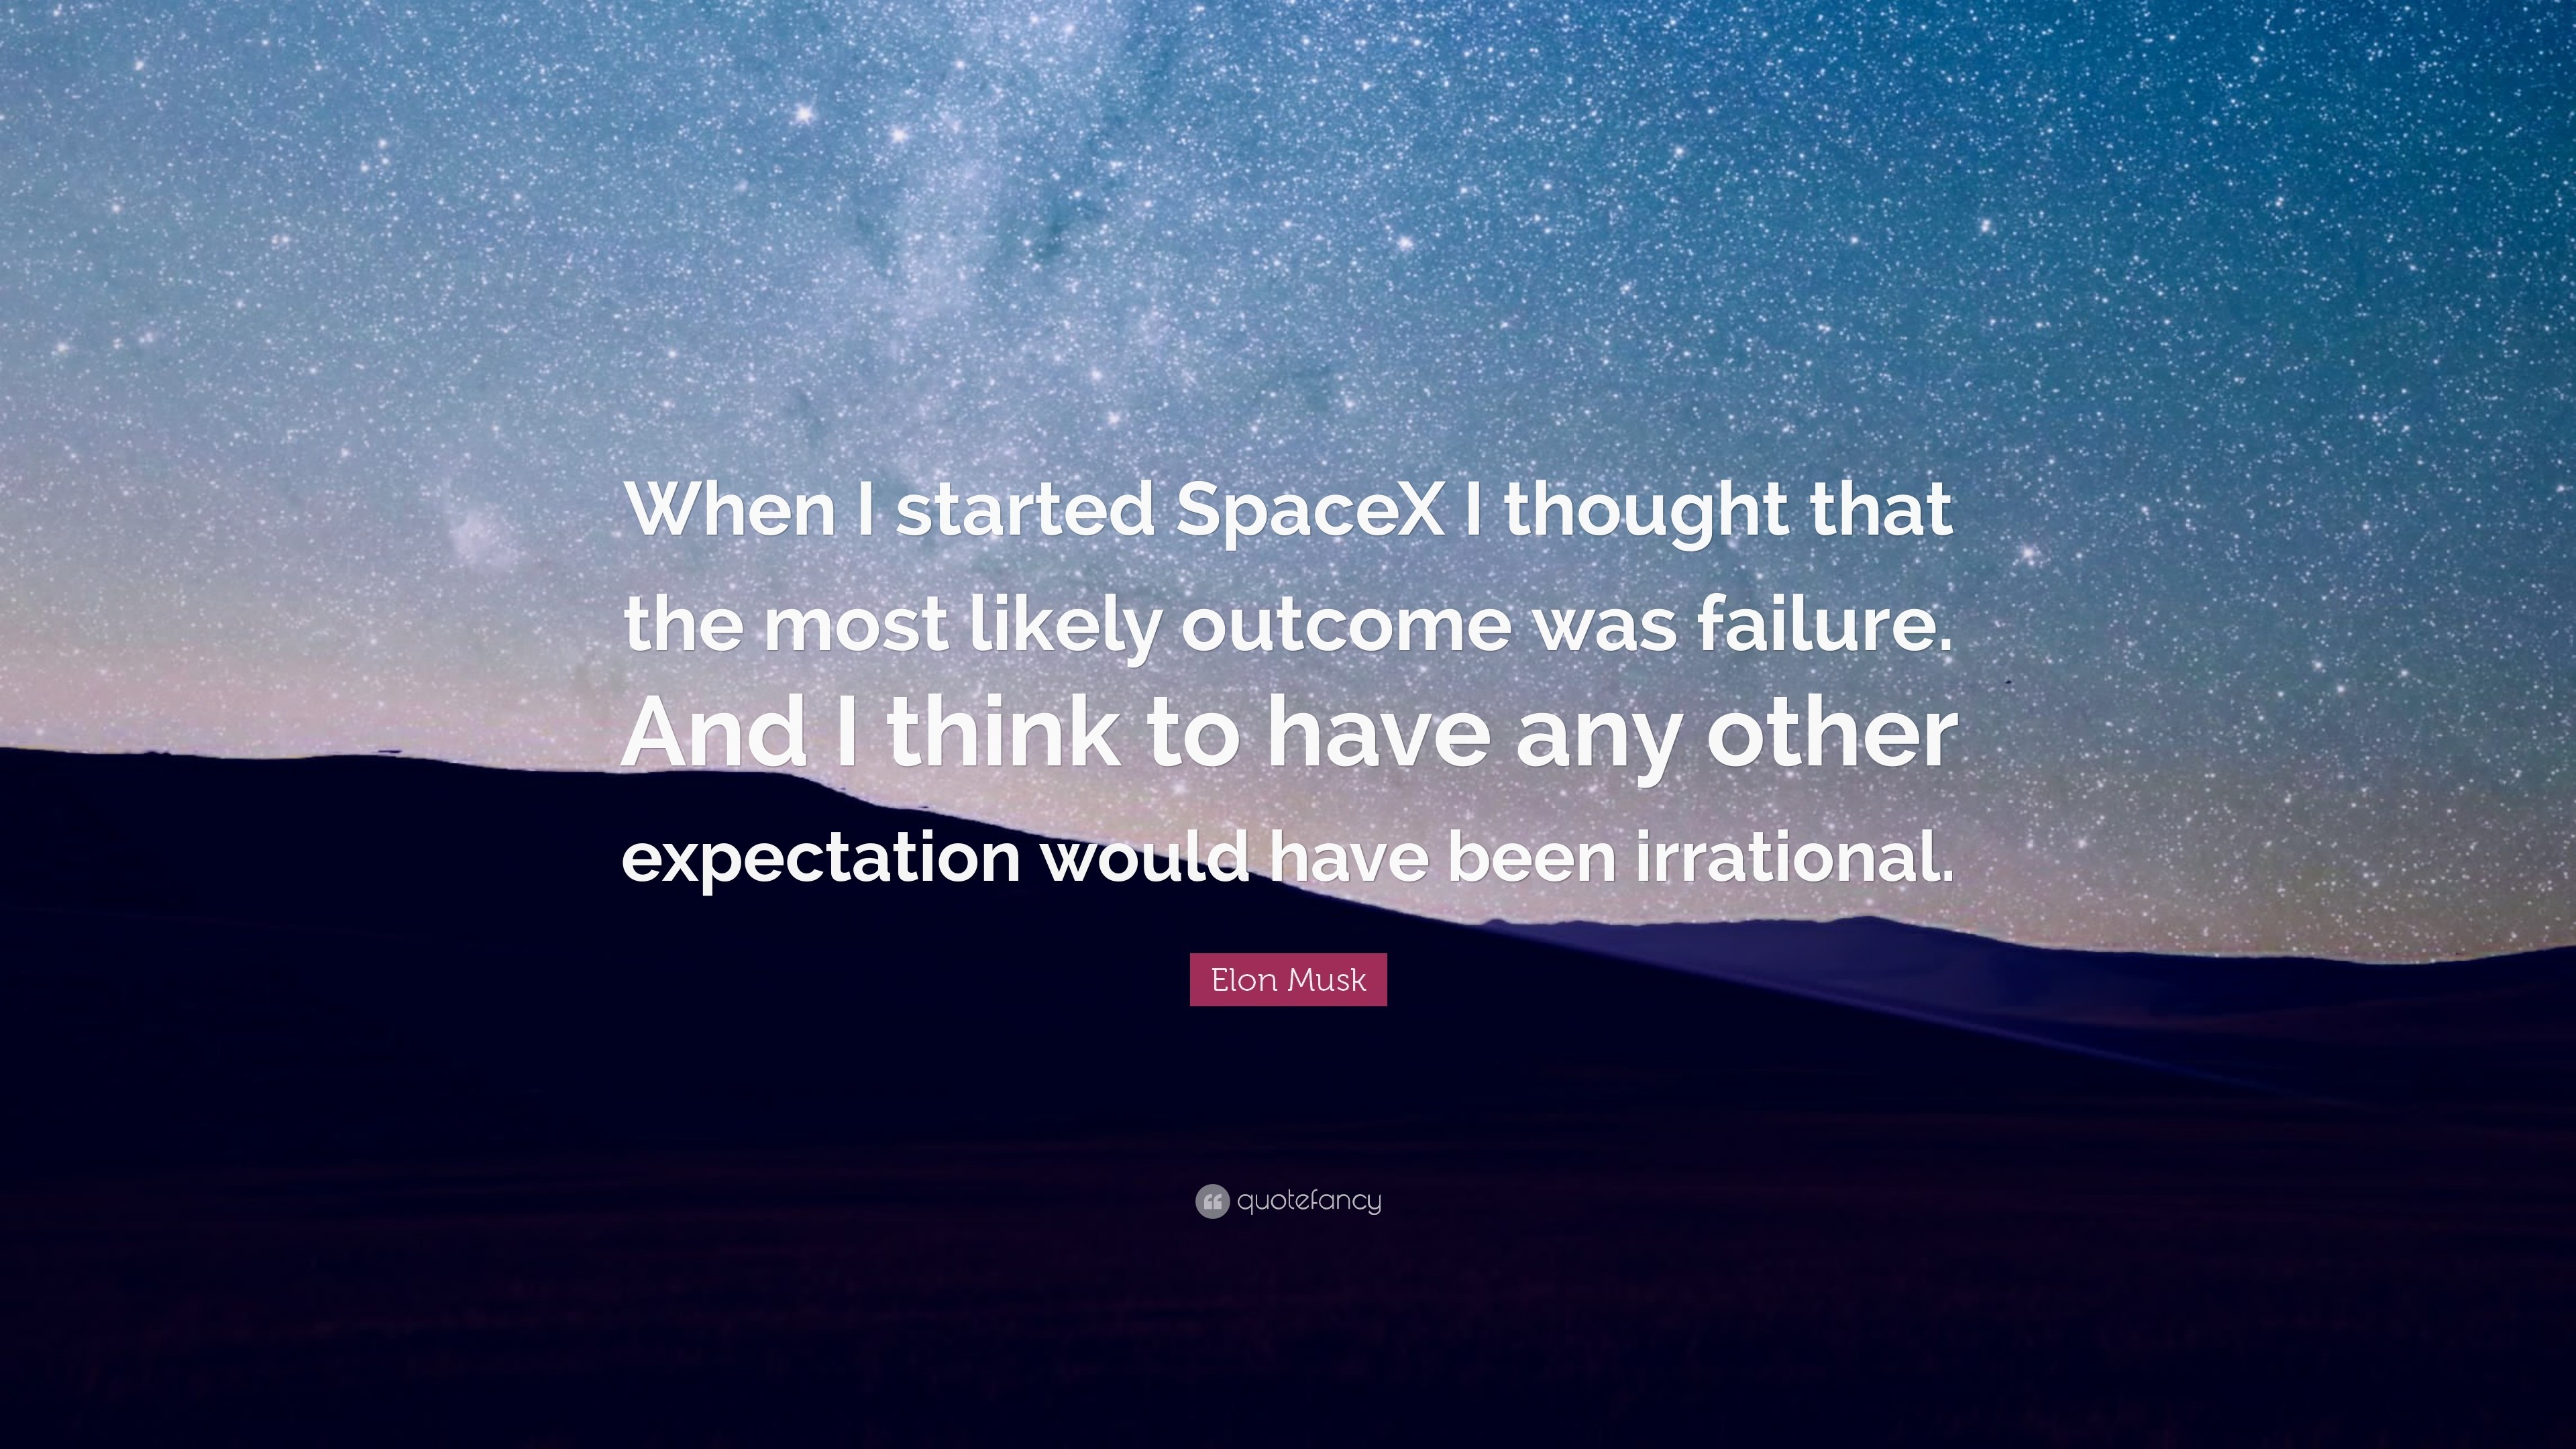 When I started SpaceX I thought that
the most likely outcome was failure.
And I think to have any other
expectation would have been irrational.
Elon Musk
quotefancy